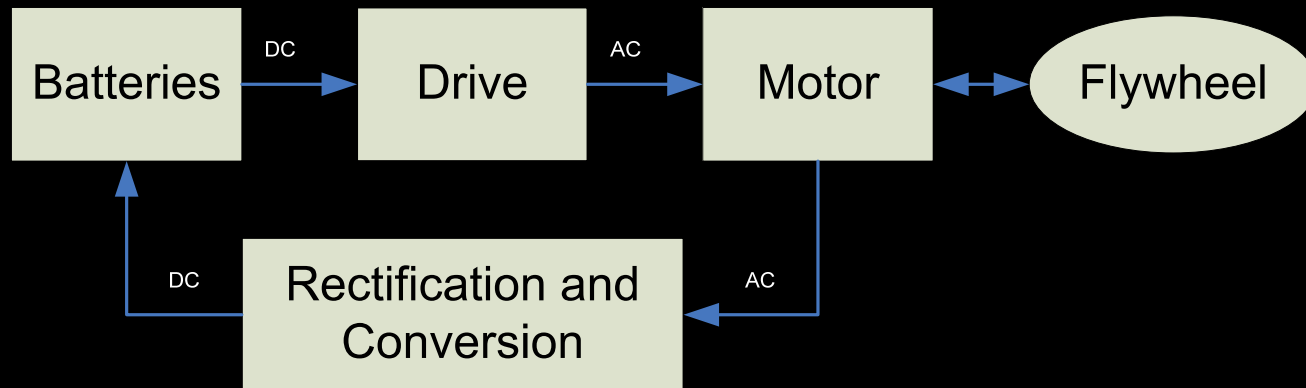 Batteries
DC
Drive
AC
Motor
Flywheel
DC
Rectification and
Conversion
AC